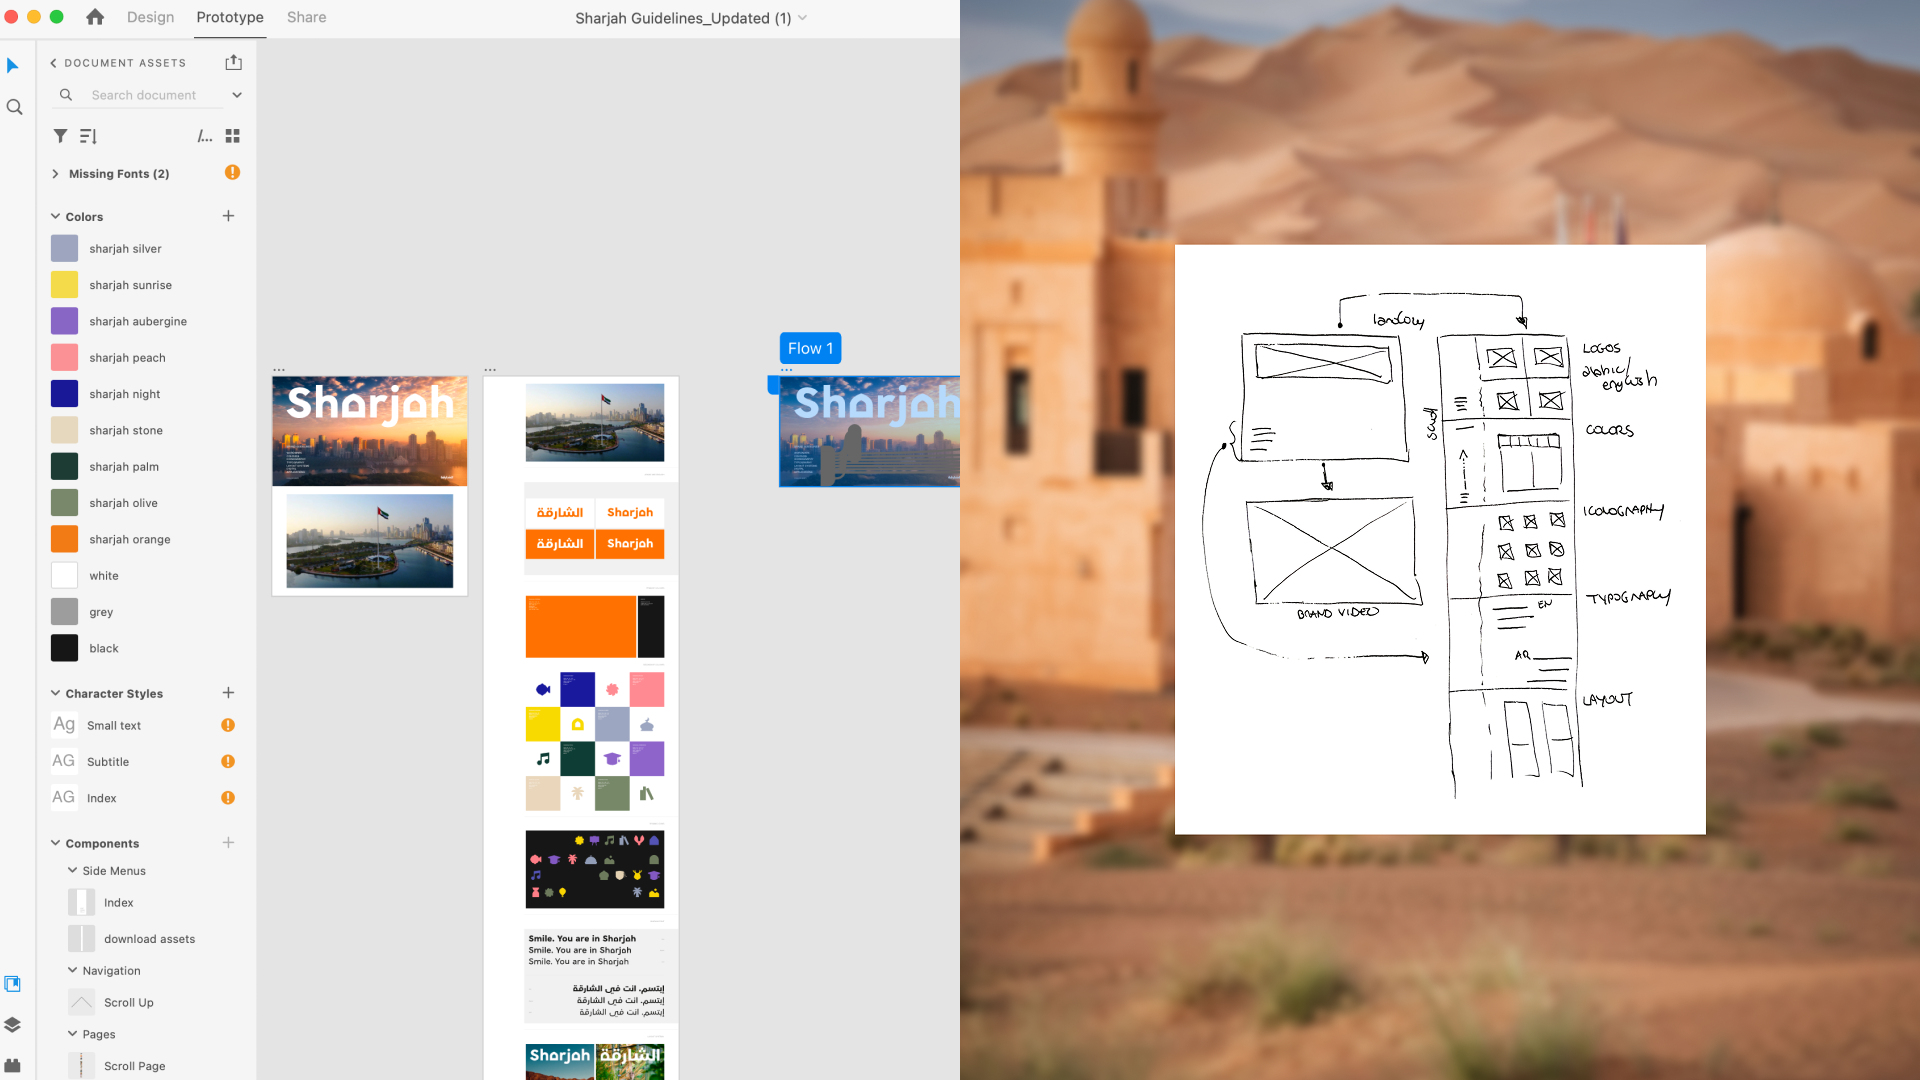 Design
Prototype
Share
Sharjah Guidelines_Updated (1)
DOCUMENT ASSETS
Search document
/...
Missing Fonts (2)
Colors
sharjah silver
sharjah sunrise
sharjah aubergine
sharjah peach
sharjah night
sharjah stone
sharjah palm
sharjah olive
sharjah orange
white
grey
black
Character Styles
Ag Small text
AG Subtitle
AG Index
Components
Side Menus
Index
download assets
Navigation
Scroll Up
Pages
Scroll Page
Sharjah
الشارقة
Sharjah
الشارقة
Sharjah
Smile. You are in Sharjah
Smile. You are in Sharjah
Smile. You are in Sharjah
إبتسم. انت في الشارقة
إبتسم. انت في الشارقة
إبتسم. انت في الشارقة
Sharjah
الشارقة
Flow 1
Sharjah
BRAND VIDEO
scroll
LOGOS
arabic/
english
COLORS
TYPOGRAPHY
EN
AR
LAYOUT